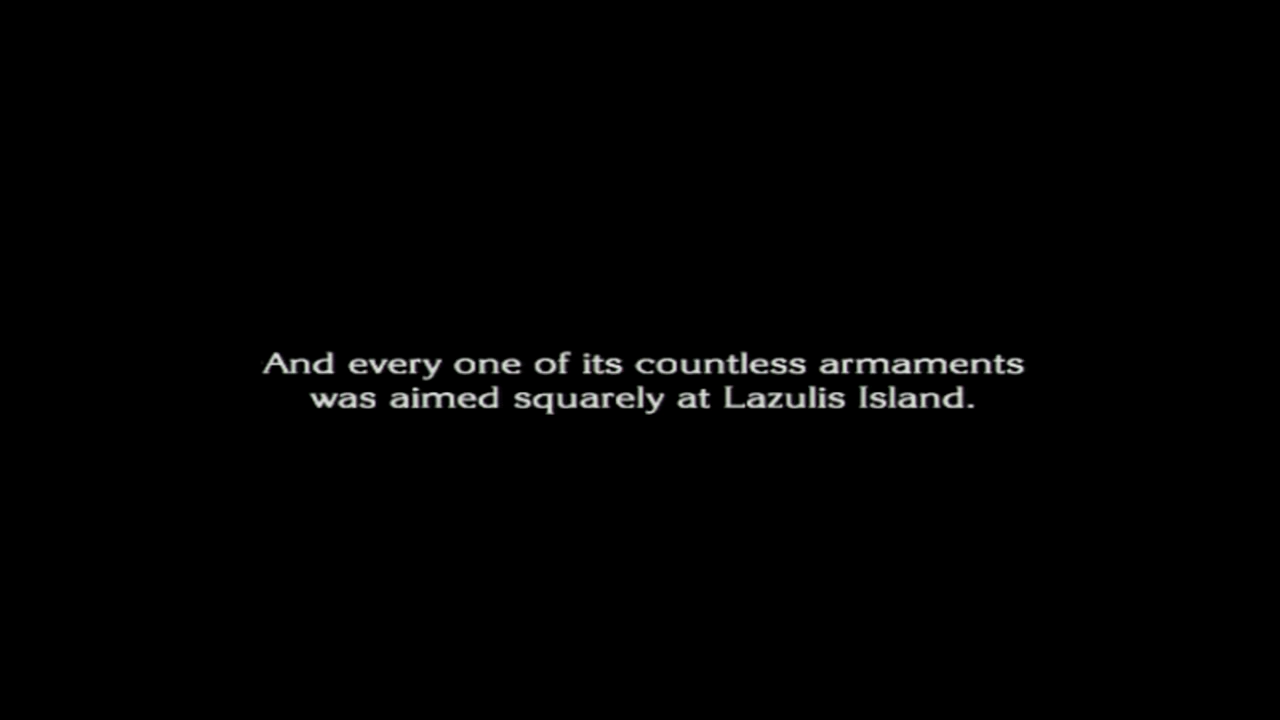 And every one of its countless armaments
was aimed squarely at Lazulis Island.